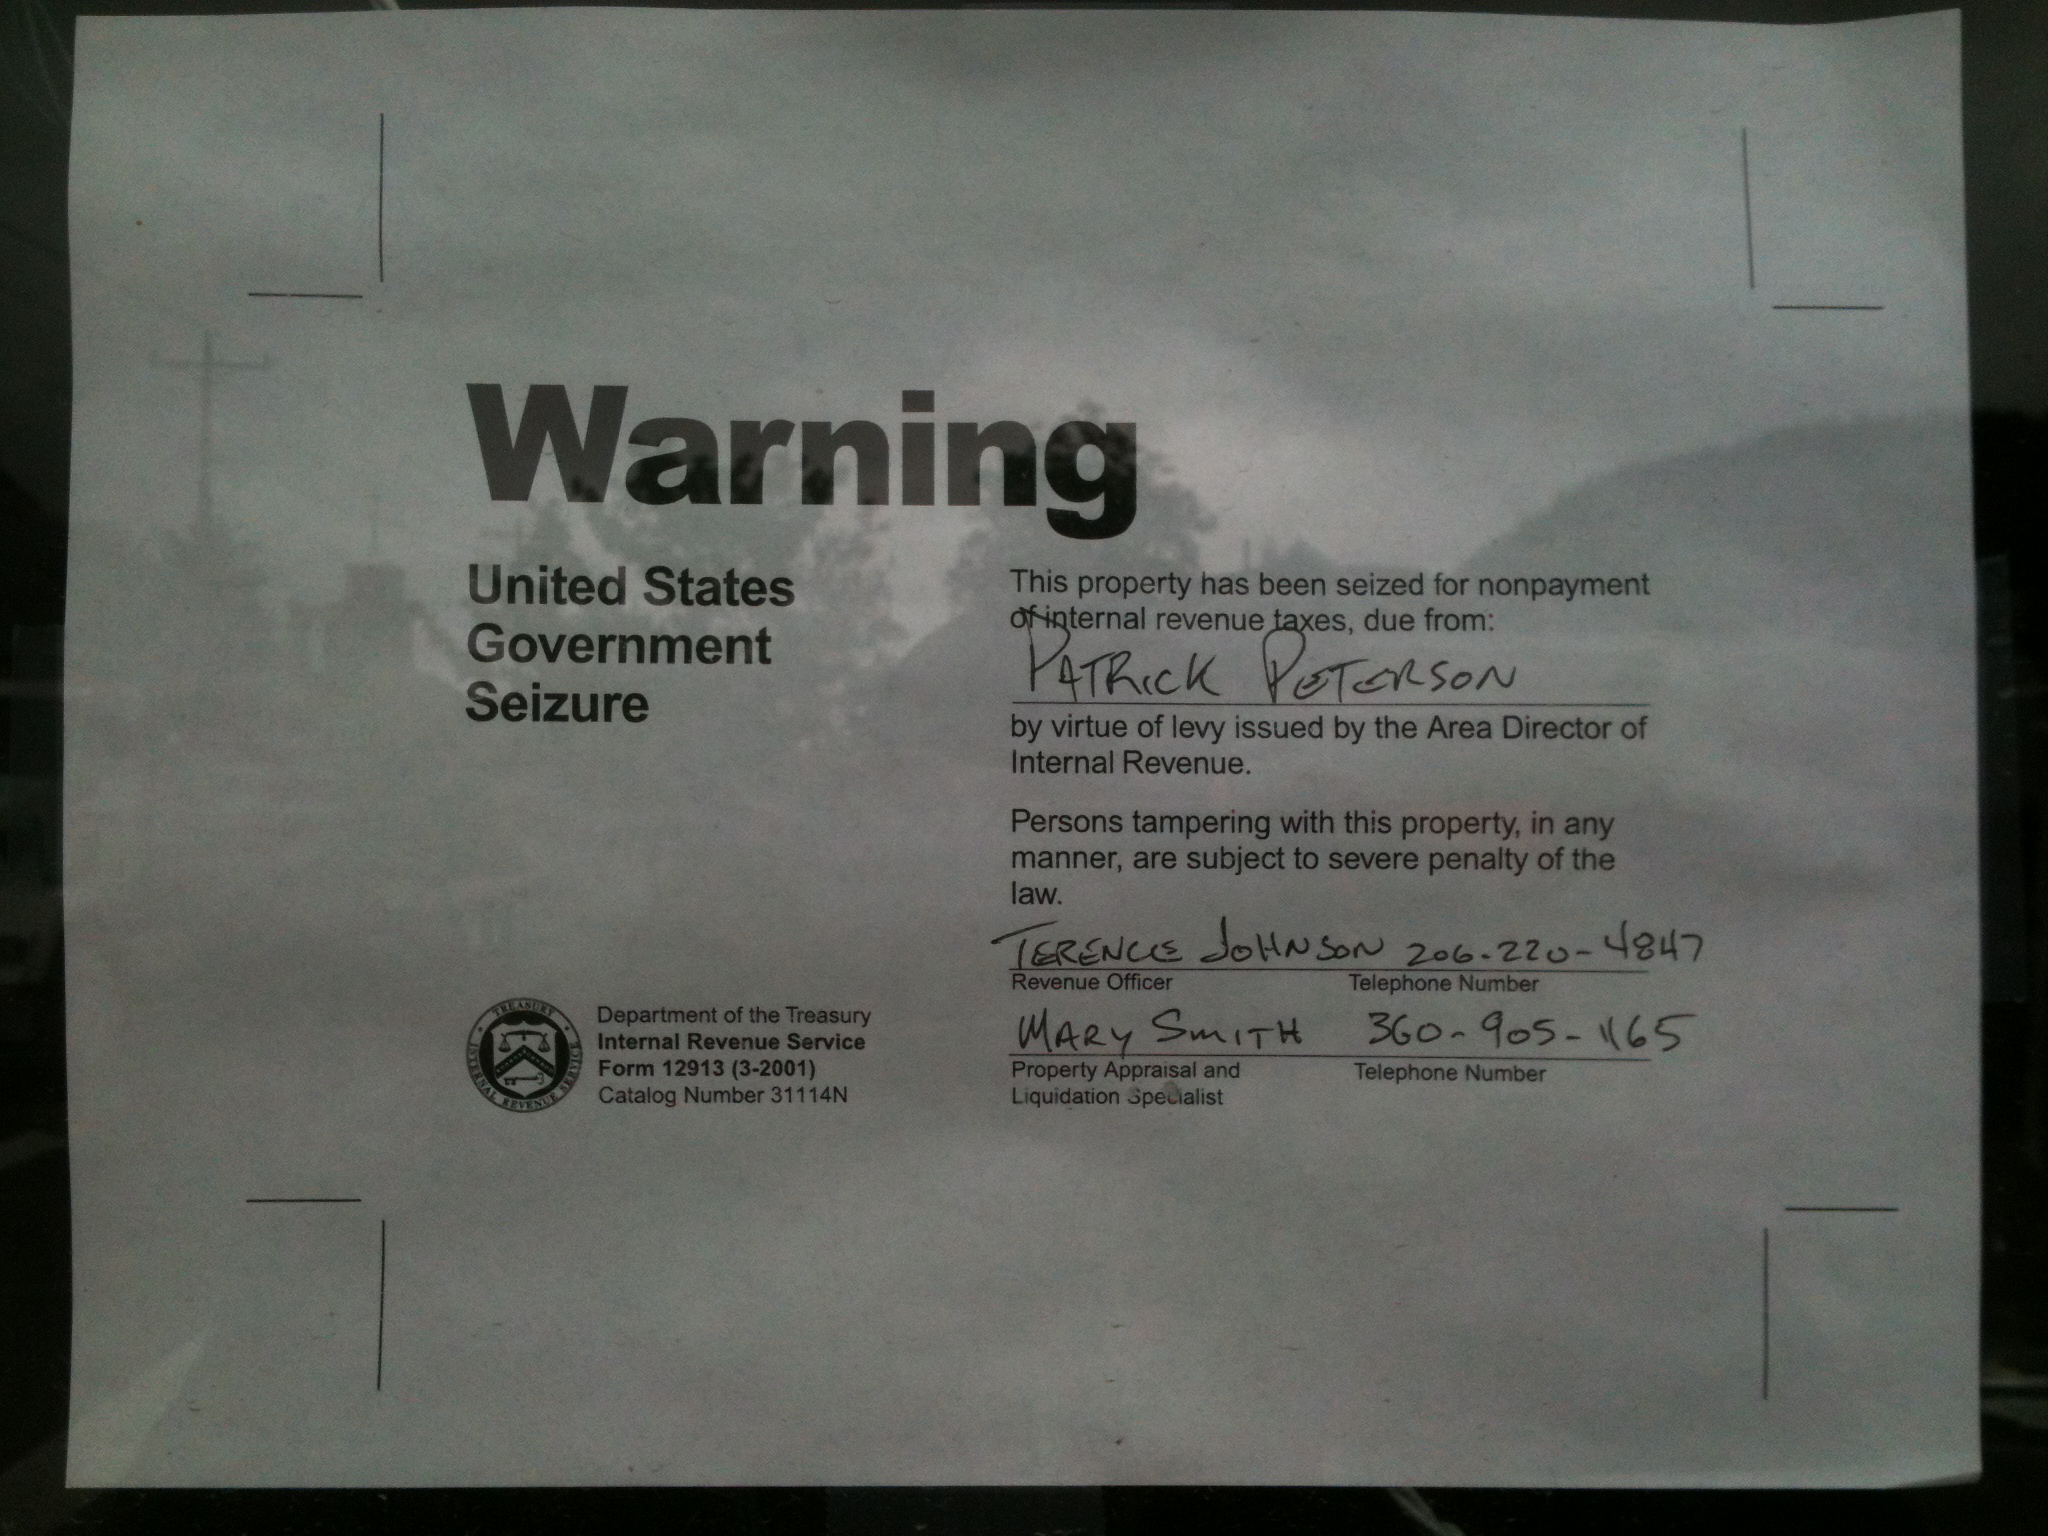 Warning
United States
Government
Seizure
This property has been seized for nonpayment
of internal revenue taxes, due from:
PATRICK PETERSON
by virtue of levy issued by the Area Director of
Internal Revenue.
Persons tampering with this property, in any
manner, are subject to severe penalty of the
law.
TERENCE JOHNSON 206-220-4847
Revenue Officer Telephone Number
MARY SMITH 360-905-1165
Property Appraisal and Telephone Number
Liquidation Specialist
TREASURY
INTERNAL REVENUE SERVICE
Department of the Treasury
Internal Revenue Service
Form 12913 (3-2001)
Catalog Number 31114N